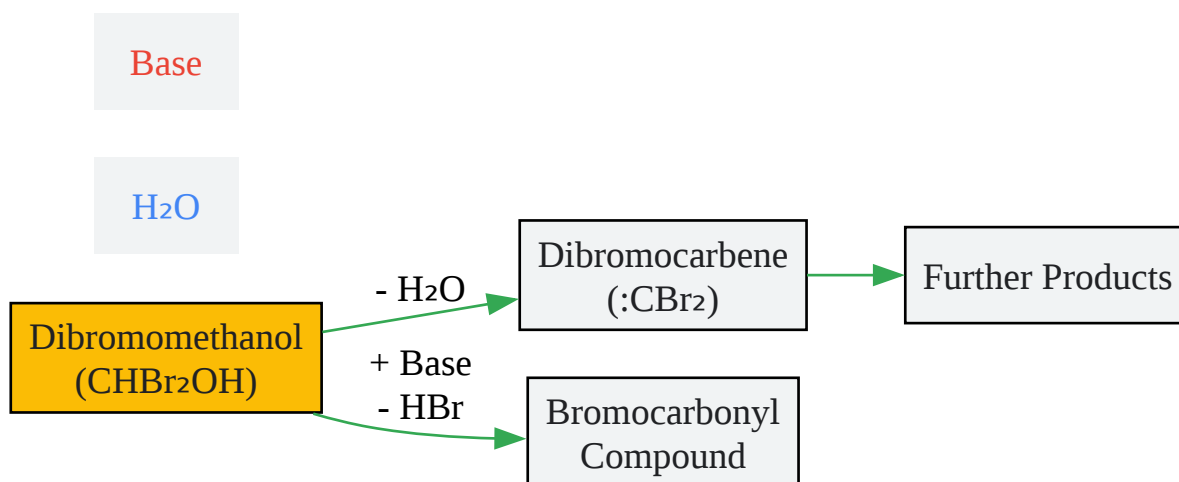 Base
H₂O
- H₂O
Dibromomethanol
(CHBr₂OH)
+ Base
- HBr
Dibromocarbene
(:CBr₂)
Further Products
Bromocarbonyl
Compound